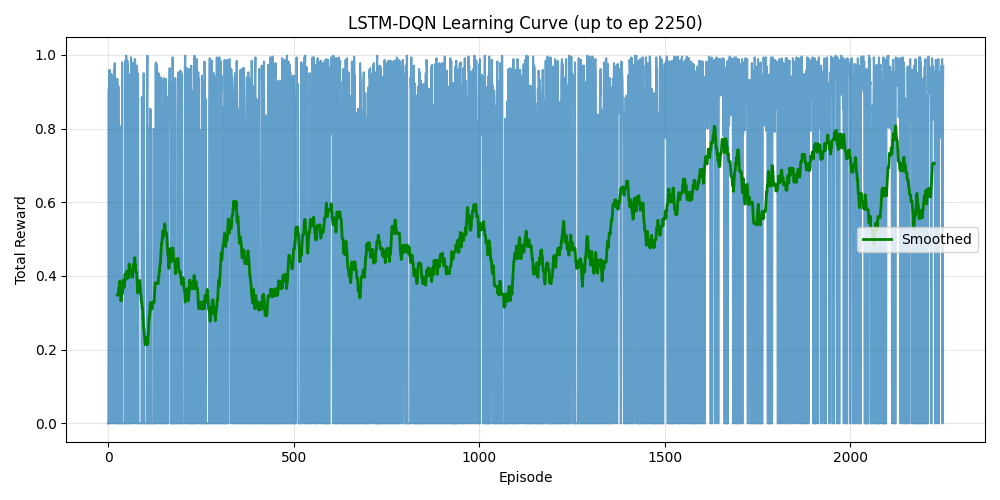 LSTM-DQN Learning Curve (up to ep 2250)
Total Reward
1.0
0.8
0.6
0.4
0.2
0.0
Smoothed
0 500 1000 1500 2000
Episode